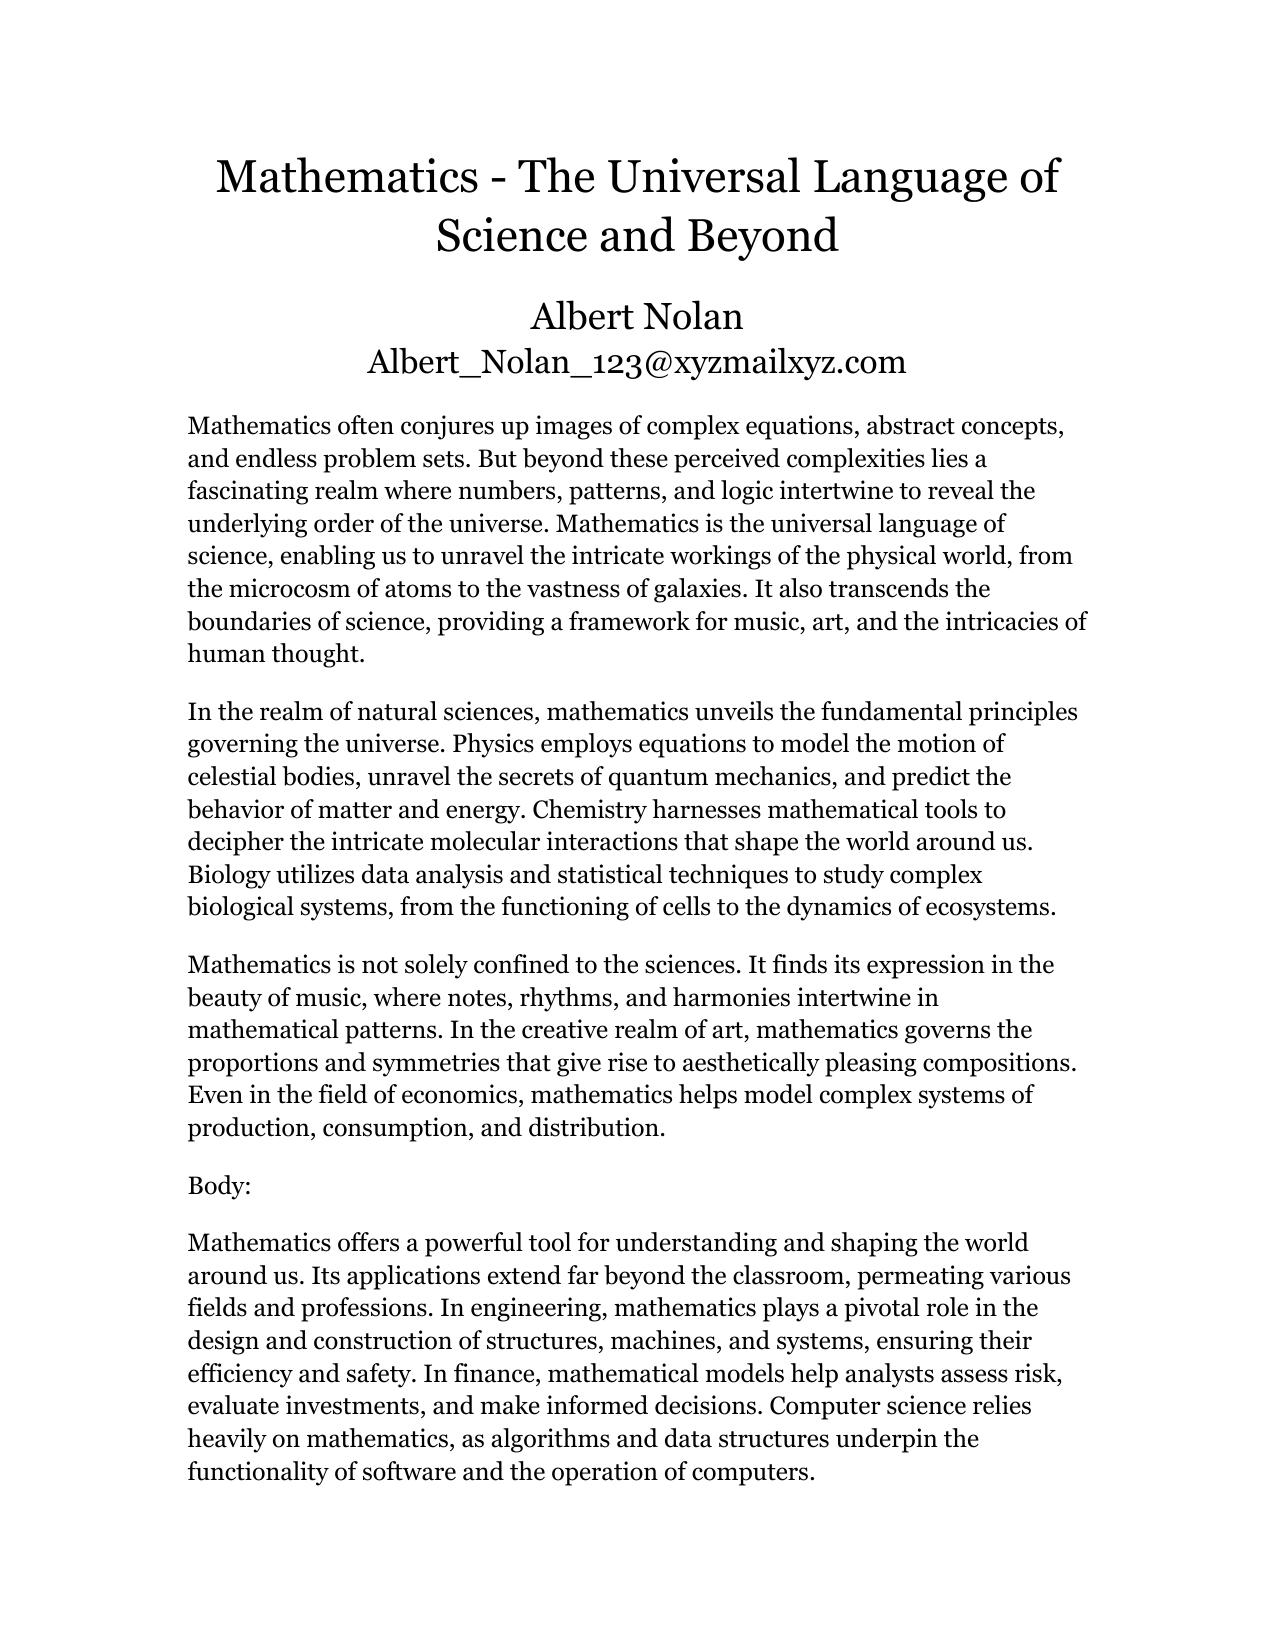 Mathematics - The Universal Language of
Science and Beyond
Albert Nolan
Albert_Nolan_123@xyzmailxyz.com
Mathematics often conjures up images of complex equations, abstract concepts,
and endless problem sets. But beyond these perceived complexities lies a
fascinating realm where numbers, patterns, and logic intertwine to reveal the
underlying order of the universe. Mathematics is the universal language of
science, enabling us to unravel the intricate workings of the physical world, from
the microcosm of atoms to the vastness of galaxies. It also transcends the
boundaries of science, providing a framework for music, art, and the intricacies of
human thought.
In the realm of natural sciences, mathematics unveils the fundamental principles
governing the universe. Physics employs equations to model the motion of
celestial bodies, unravel the secrets of quantum mechanics, and predict the
behavior of matter and energy. Chemistry harnesses mathematical tools to
decipher the intricate molecular interactions that shape the world around us.
Biology utilizes data analysis and statistical techniques to study complex
biological systems, from the functioning of cells to the dynamics of ecosystems.
Mathematics is not solely confined to the sciences. It finds its expression in the
beauty of music, where notes, rhythms, and harmonies intertwine in
mathematical patterns. In the creative realm of art, mathematics governs the
proportions and symmetries that give rise to aesthetically pleasing compositions.
Even in the field of economics, mathematics helps model complex systems of
production, consumption, and distribution.
Body:
Mathematics offers a powerful tool for understanding and shaping the world
around us. Its applications extend far beyond the classroom, permeating various
fields and professions. In engineering, mathematics plays a pivotal role in the
design and construction of structures, machines, and systems, ensuring their
efficiency and safety. In finance, mathematical models help analysts assess risk,
evaluate investments, and make informed decisions. Computer science relies
heavily on mathematics, as algorithms and data structures underpin the
functionality of software and the operation of computers.